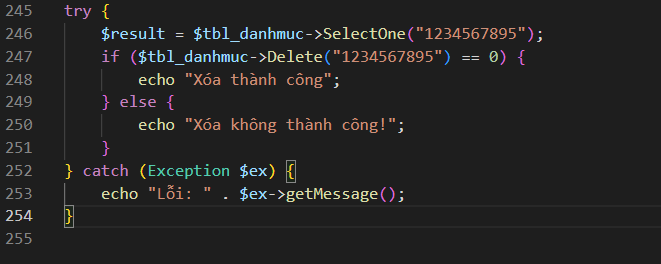 245 try {
246 $result = $tbl_danhmuc->SelectOne("1234567895");
247 if ($tbl_danhmuc->Delete("1234567895") == 0) {
248 echo "Xóa thành công";
249 } else {
250 echo "Xóa không thành công!";
251 }
252 } catch (Exception $ex) {
253 echo "Lỗi: " . $ex->getMessage();
254 }
255